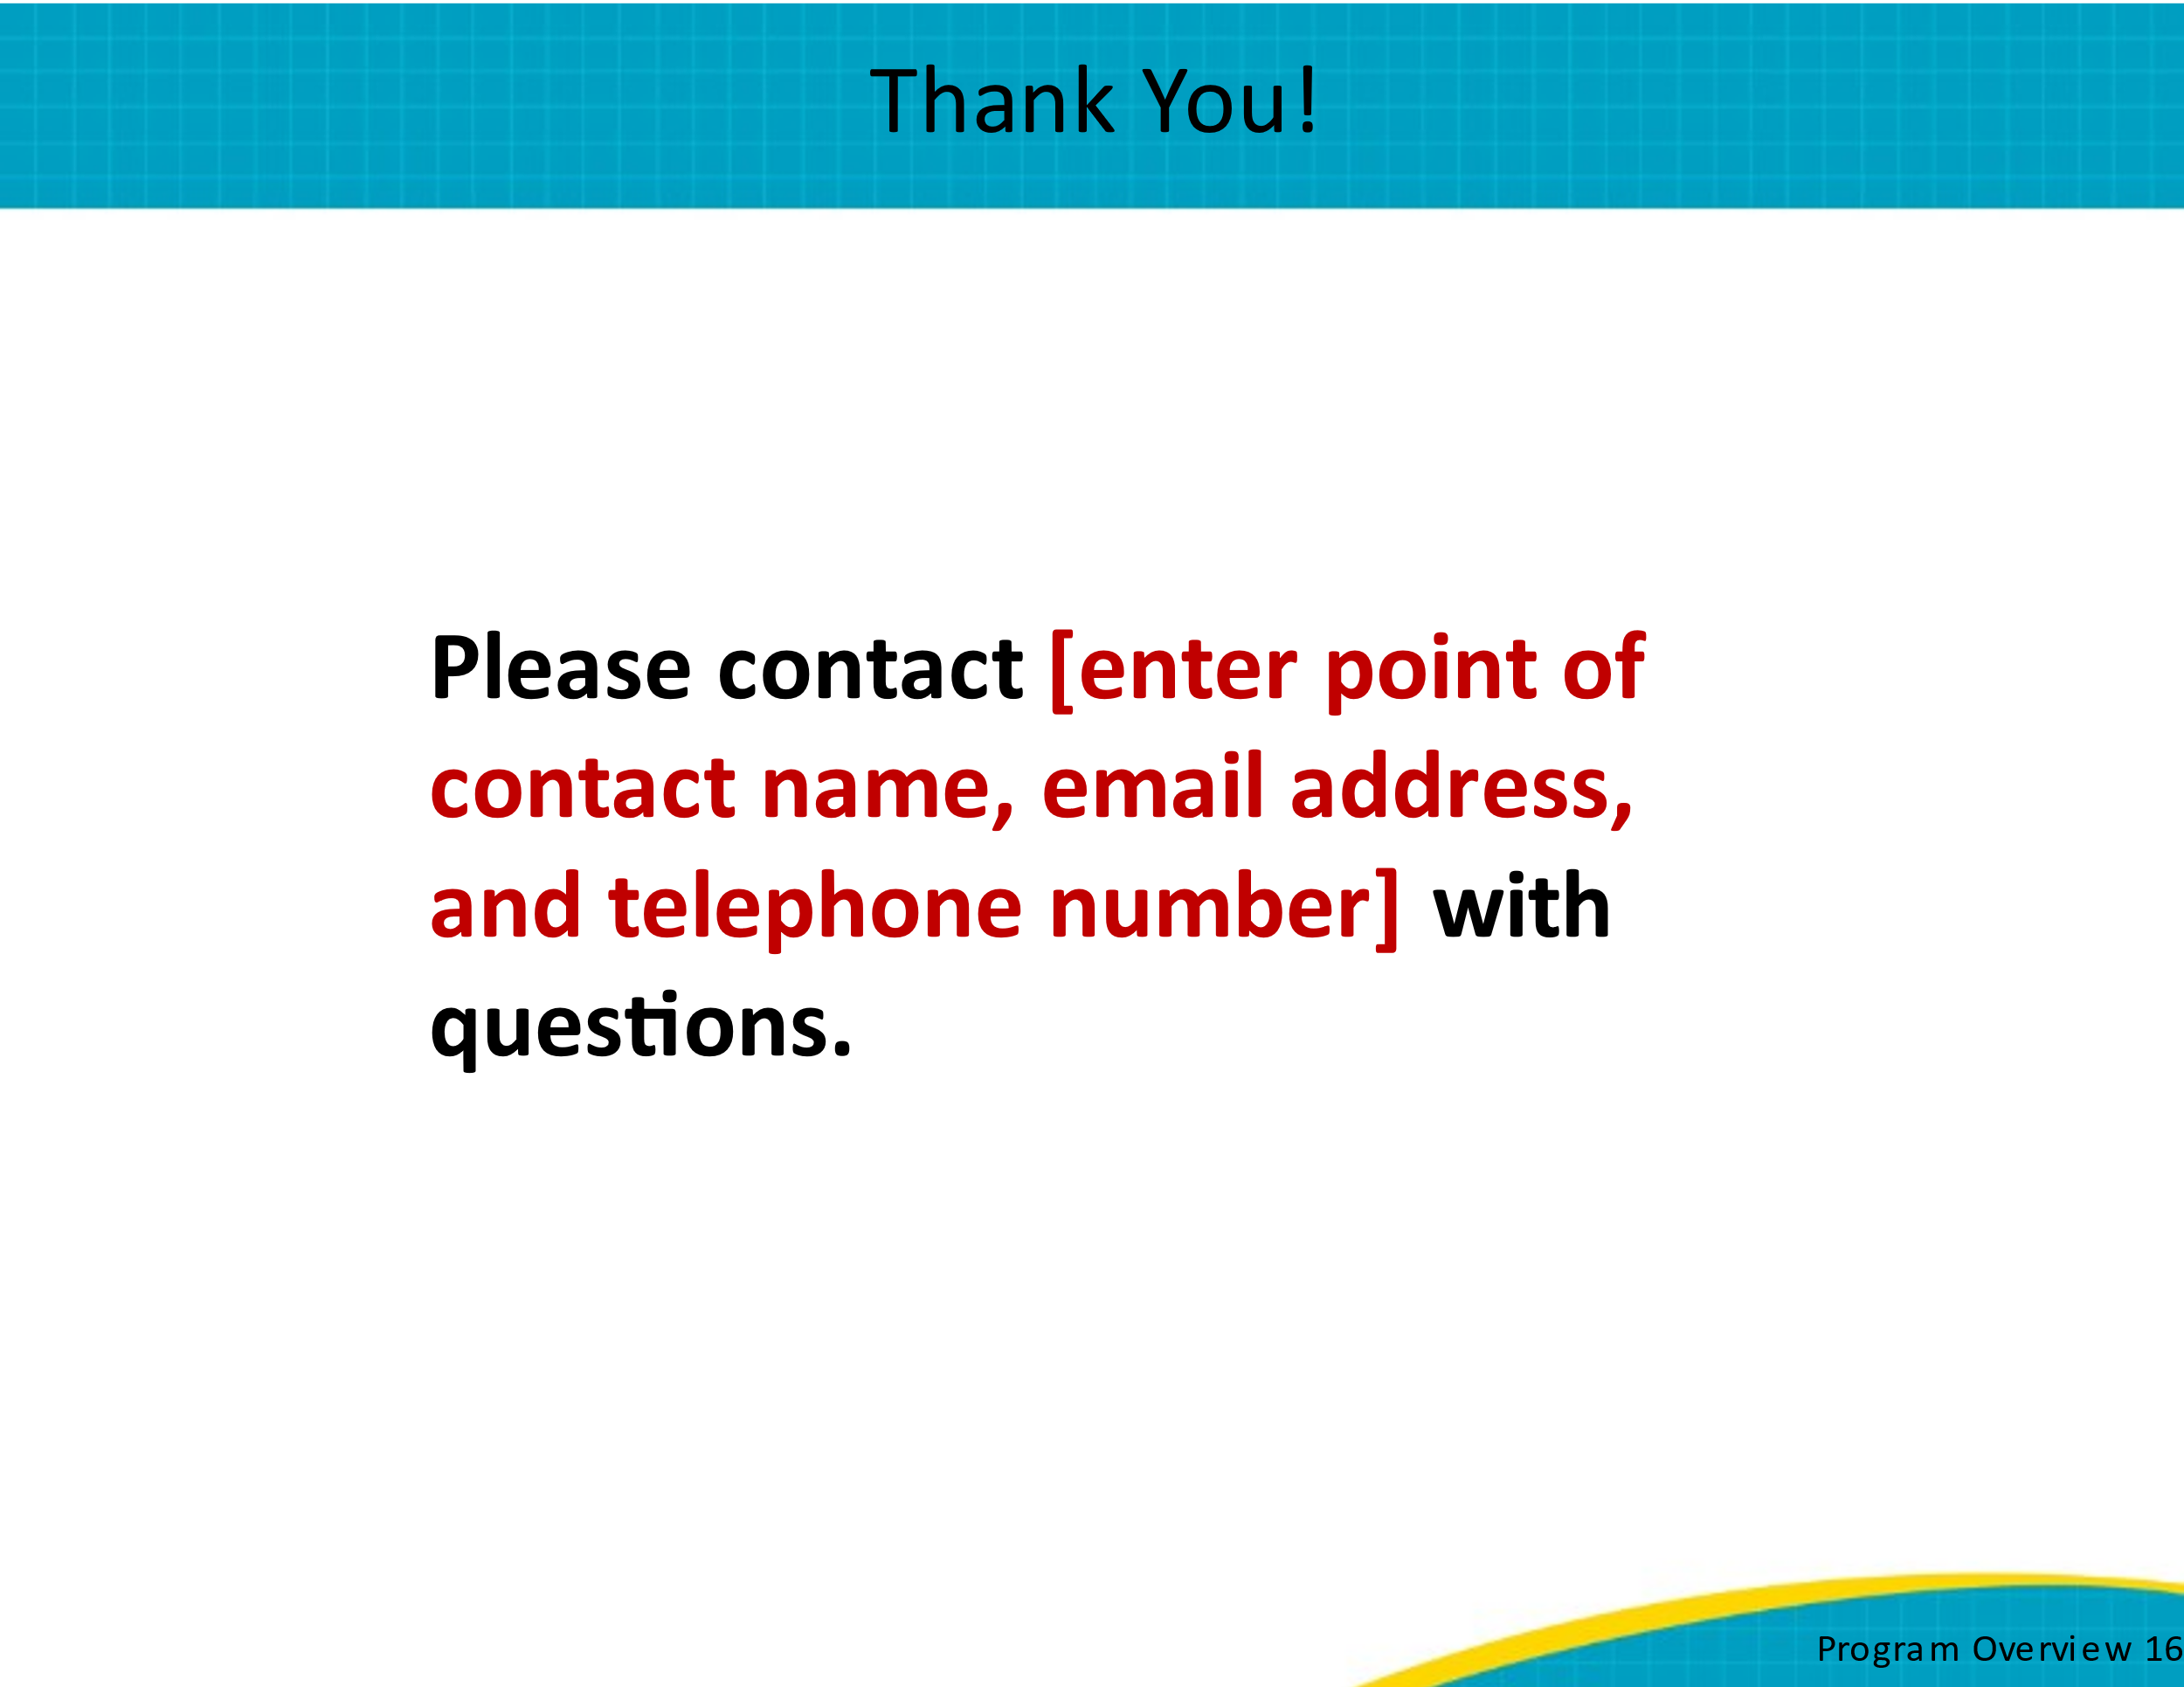 Thank You!
Please contact [enter point of
contact name, email address,
and telephone number] with
questions.
Program Overview 16